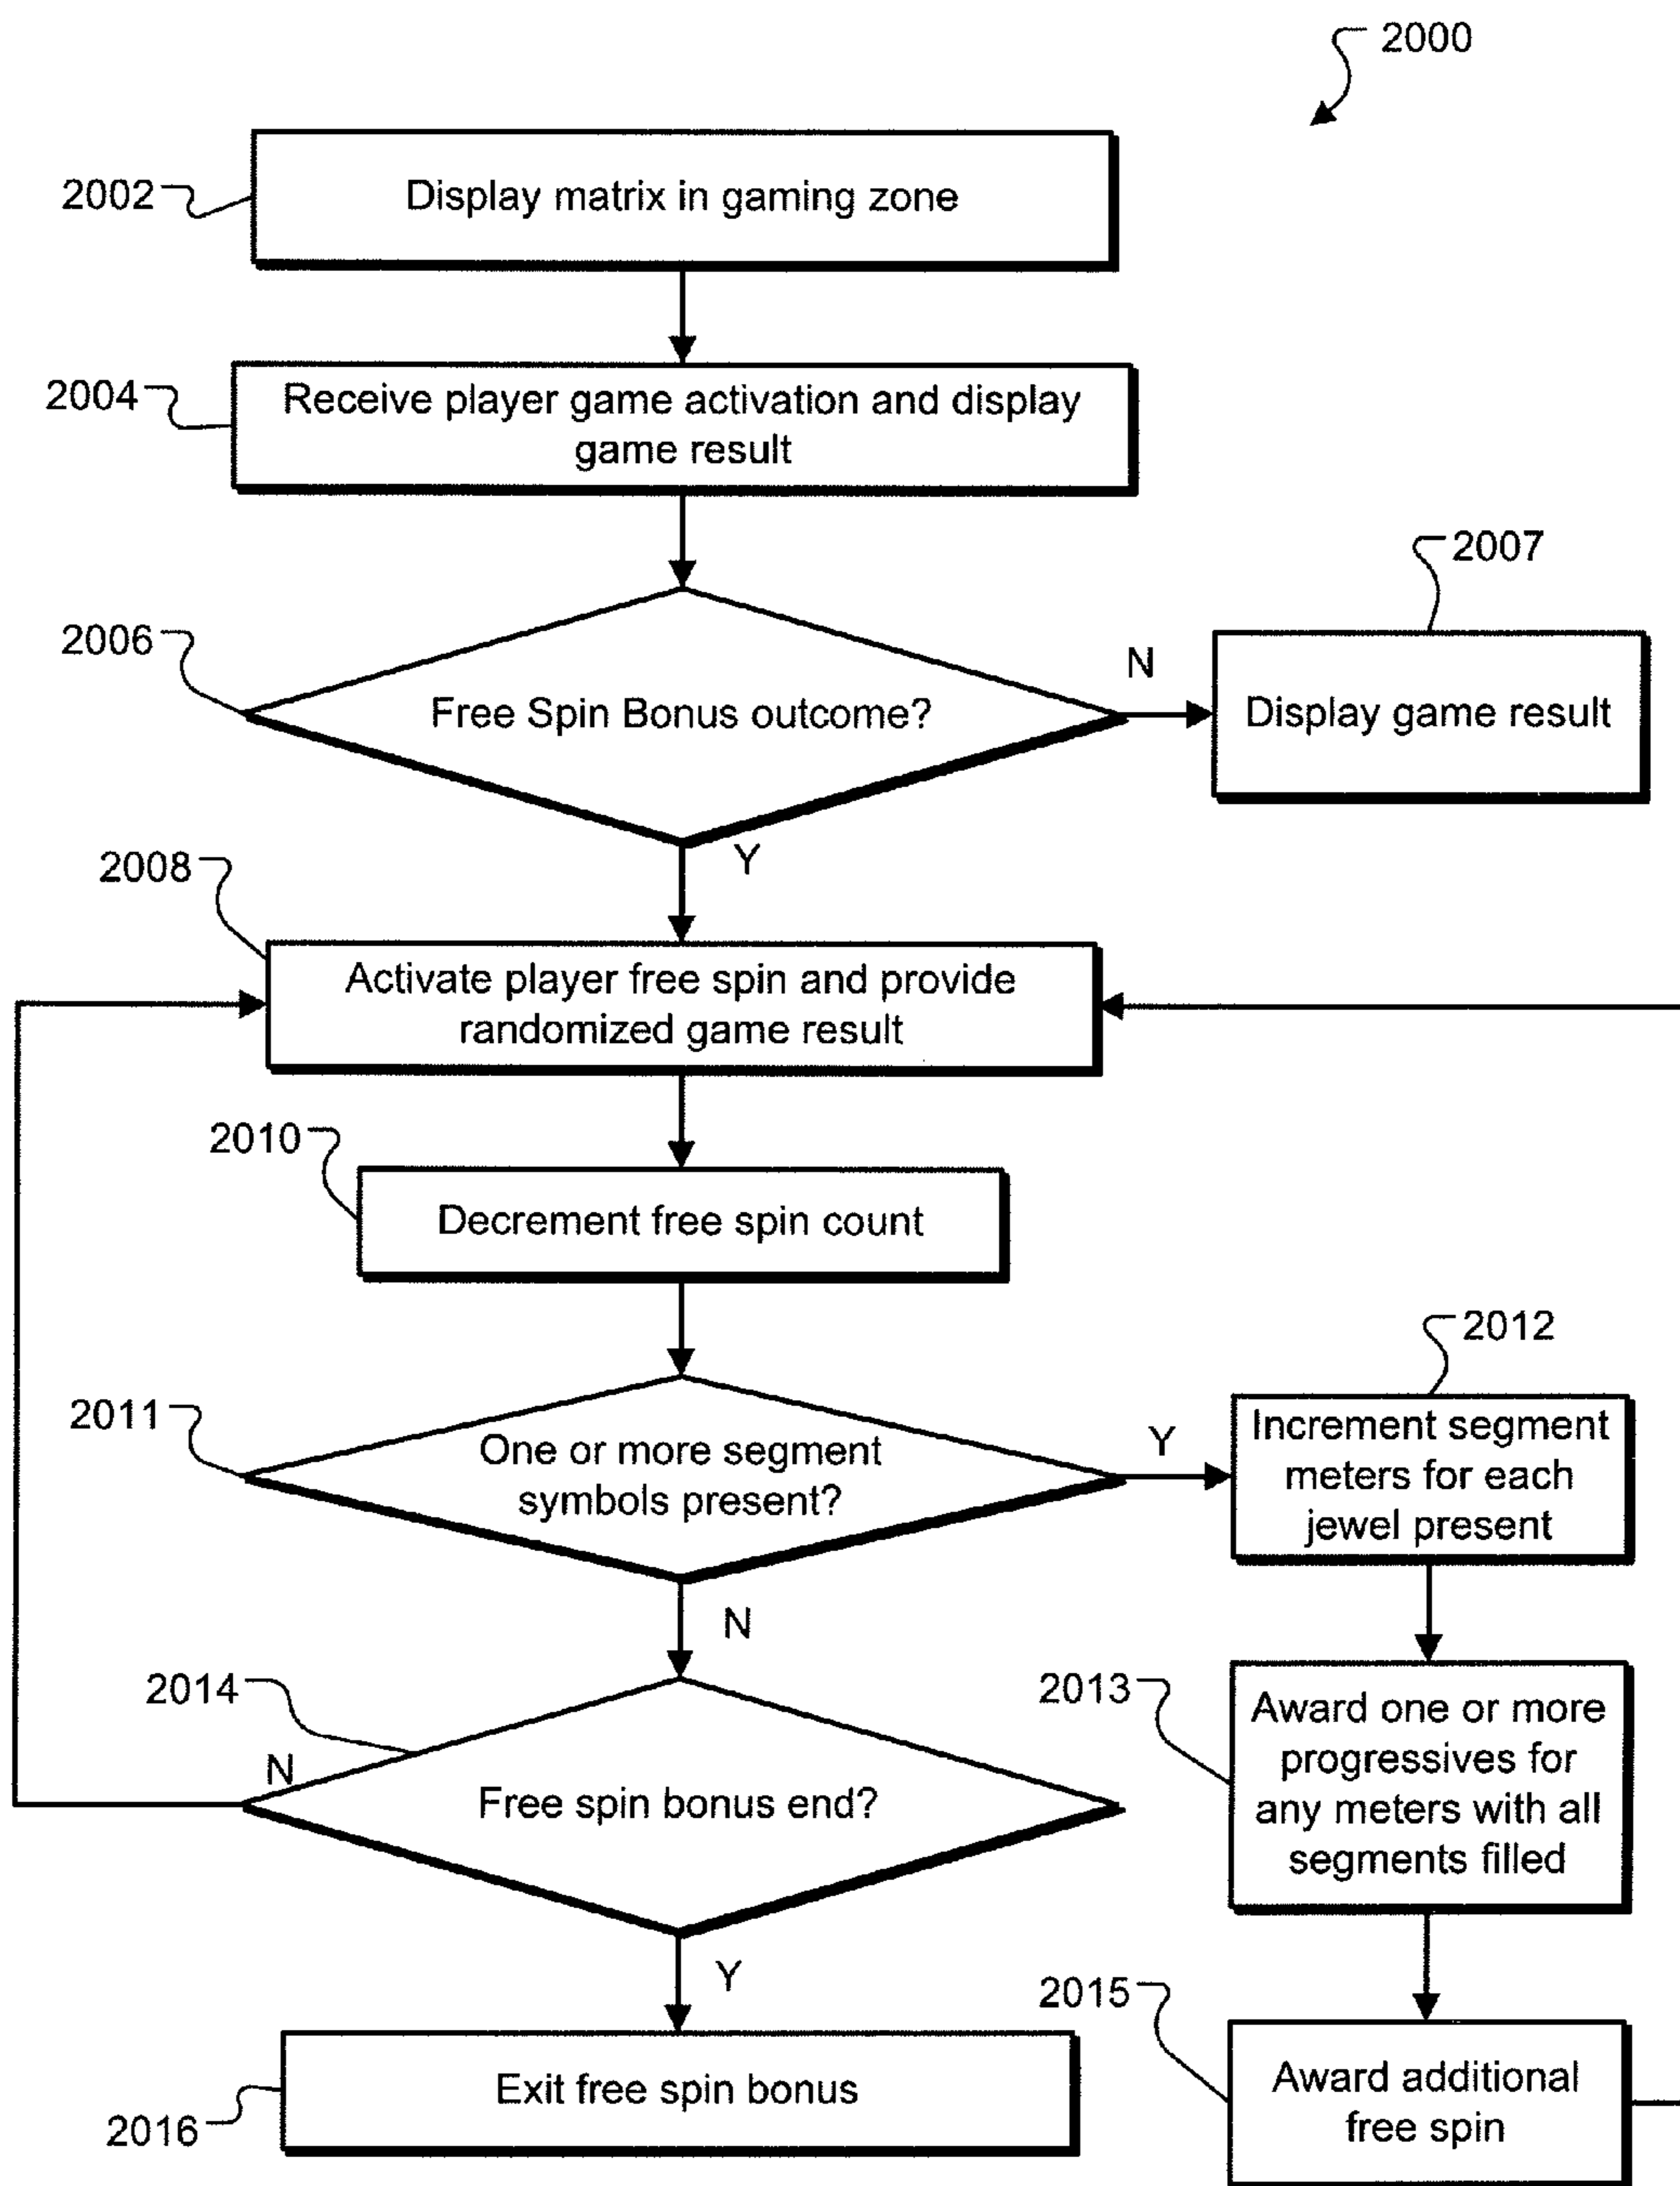 2000
2002
Display matrix in gaming zone
2004
Receive player game activation and display
game result
2006
Free Spin Bonus outcome?
N
2007
Display game result
Y
2008
Activate player free spin and provide
randomized game result
2010
Decrement free spin count
2011
One or more segment
symbols present?
Y
2012
Increment segment
meters for each
jewel present
N
2013
Award one or more
progressives for
any meters with all
segments filled
2014
N
Free spin bonus end?
Y
2015
Award additional
free spin
2016
Exit free spin bonus